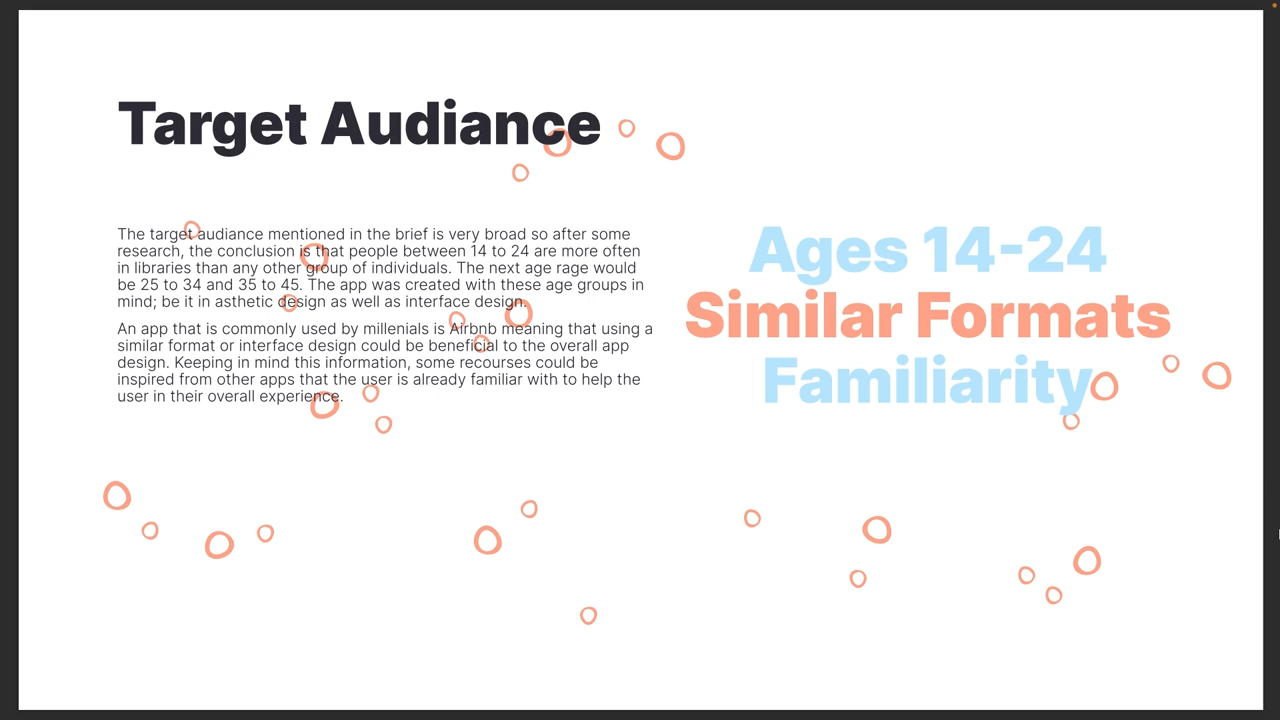 Target Audiance
The target audiance mentioned in the brief is very broad so after some
research, the conclusion is that people between 14 to 24 are more often
in libraries than any other group of individuals. The next age rage would
be 25 to 34 and 35 to 45. The app was created with these age groups in
mind; be it in asthetic design as well as interface design.
An app that is commonly used by millenials is Airbnb meaning that using a
similar format or interface design could be beneficial to the overall app
design. Keeping in mind this information, some recourses could be
inspired from other apps that the user is already familiar with to help the
user in their overall experience.
Ages 14-24
Similar Formats
Familiarity